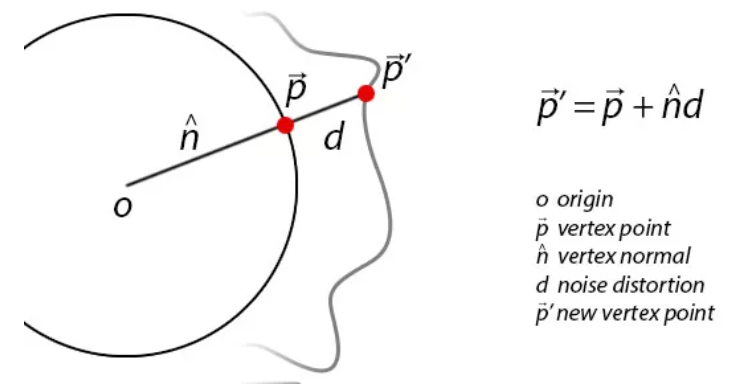 p⃗′
p⃗
n̂
d
o
p⃗′ = p⃗ + n̂d
o origin
p⃗ vertex point
n̂ vertex normal
d noise distortion
p⃗′ new vertex point